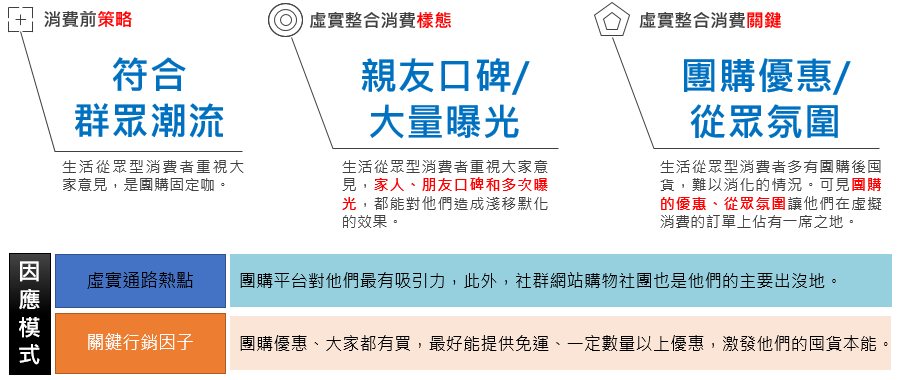 消費前策略
符合
群眾潮流
生活從眾型消費者重視大
家意見，是團購固定咖。
虛實整合消費樣態
親友口碑/
大量曝光
生活從眾型消費者重視大家意
見，家人、朋友口碑和多次曝
光，都能對他們造成淺移默化
的效果。
虛實整合消費關鍵
團購優惠/
從眾氛圍
生活從眾型消費者多有團購後囤
貨，難以消化的情況。可見團購
的優惠、從眾氛圍讓他們在虛擬
消費的訂單上佔有一席之地。
因應模式
虛實通路熱點
團購平台對他們最有吸引力，此外，社群網站購物社團也是他們的主要出沒地。
關鍵行銷因子
團購優惠、大家都有買，最好能提供免運、一定數量以上優惠，激發他們的囤貨本能。